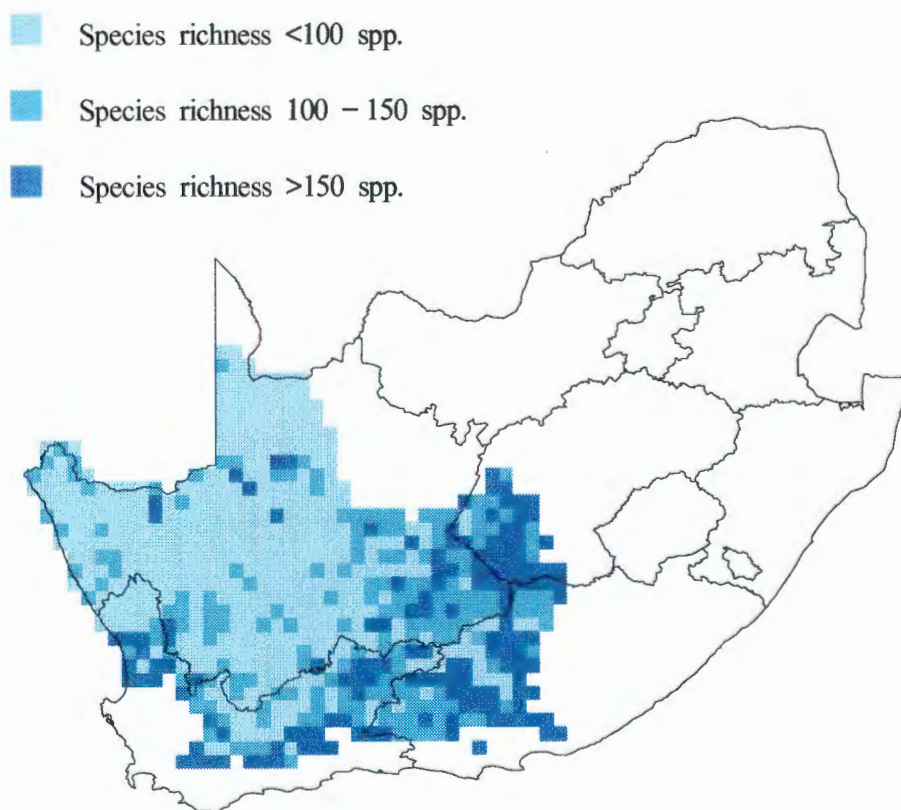 Species richness <100 spp.
Species richness 100 – 150 spp.
Species richness >150 spp.